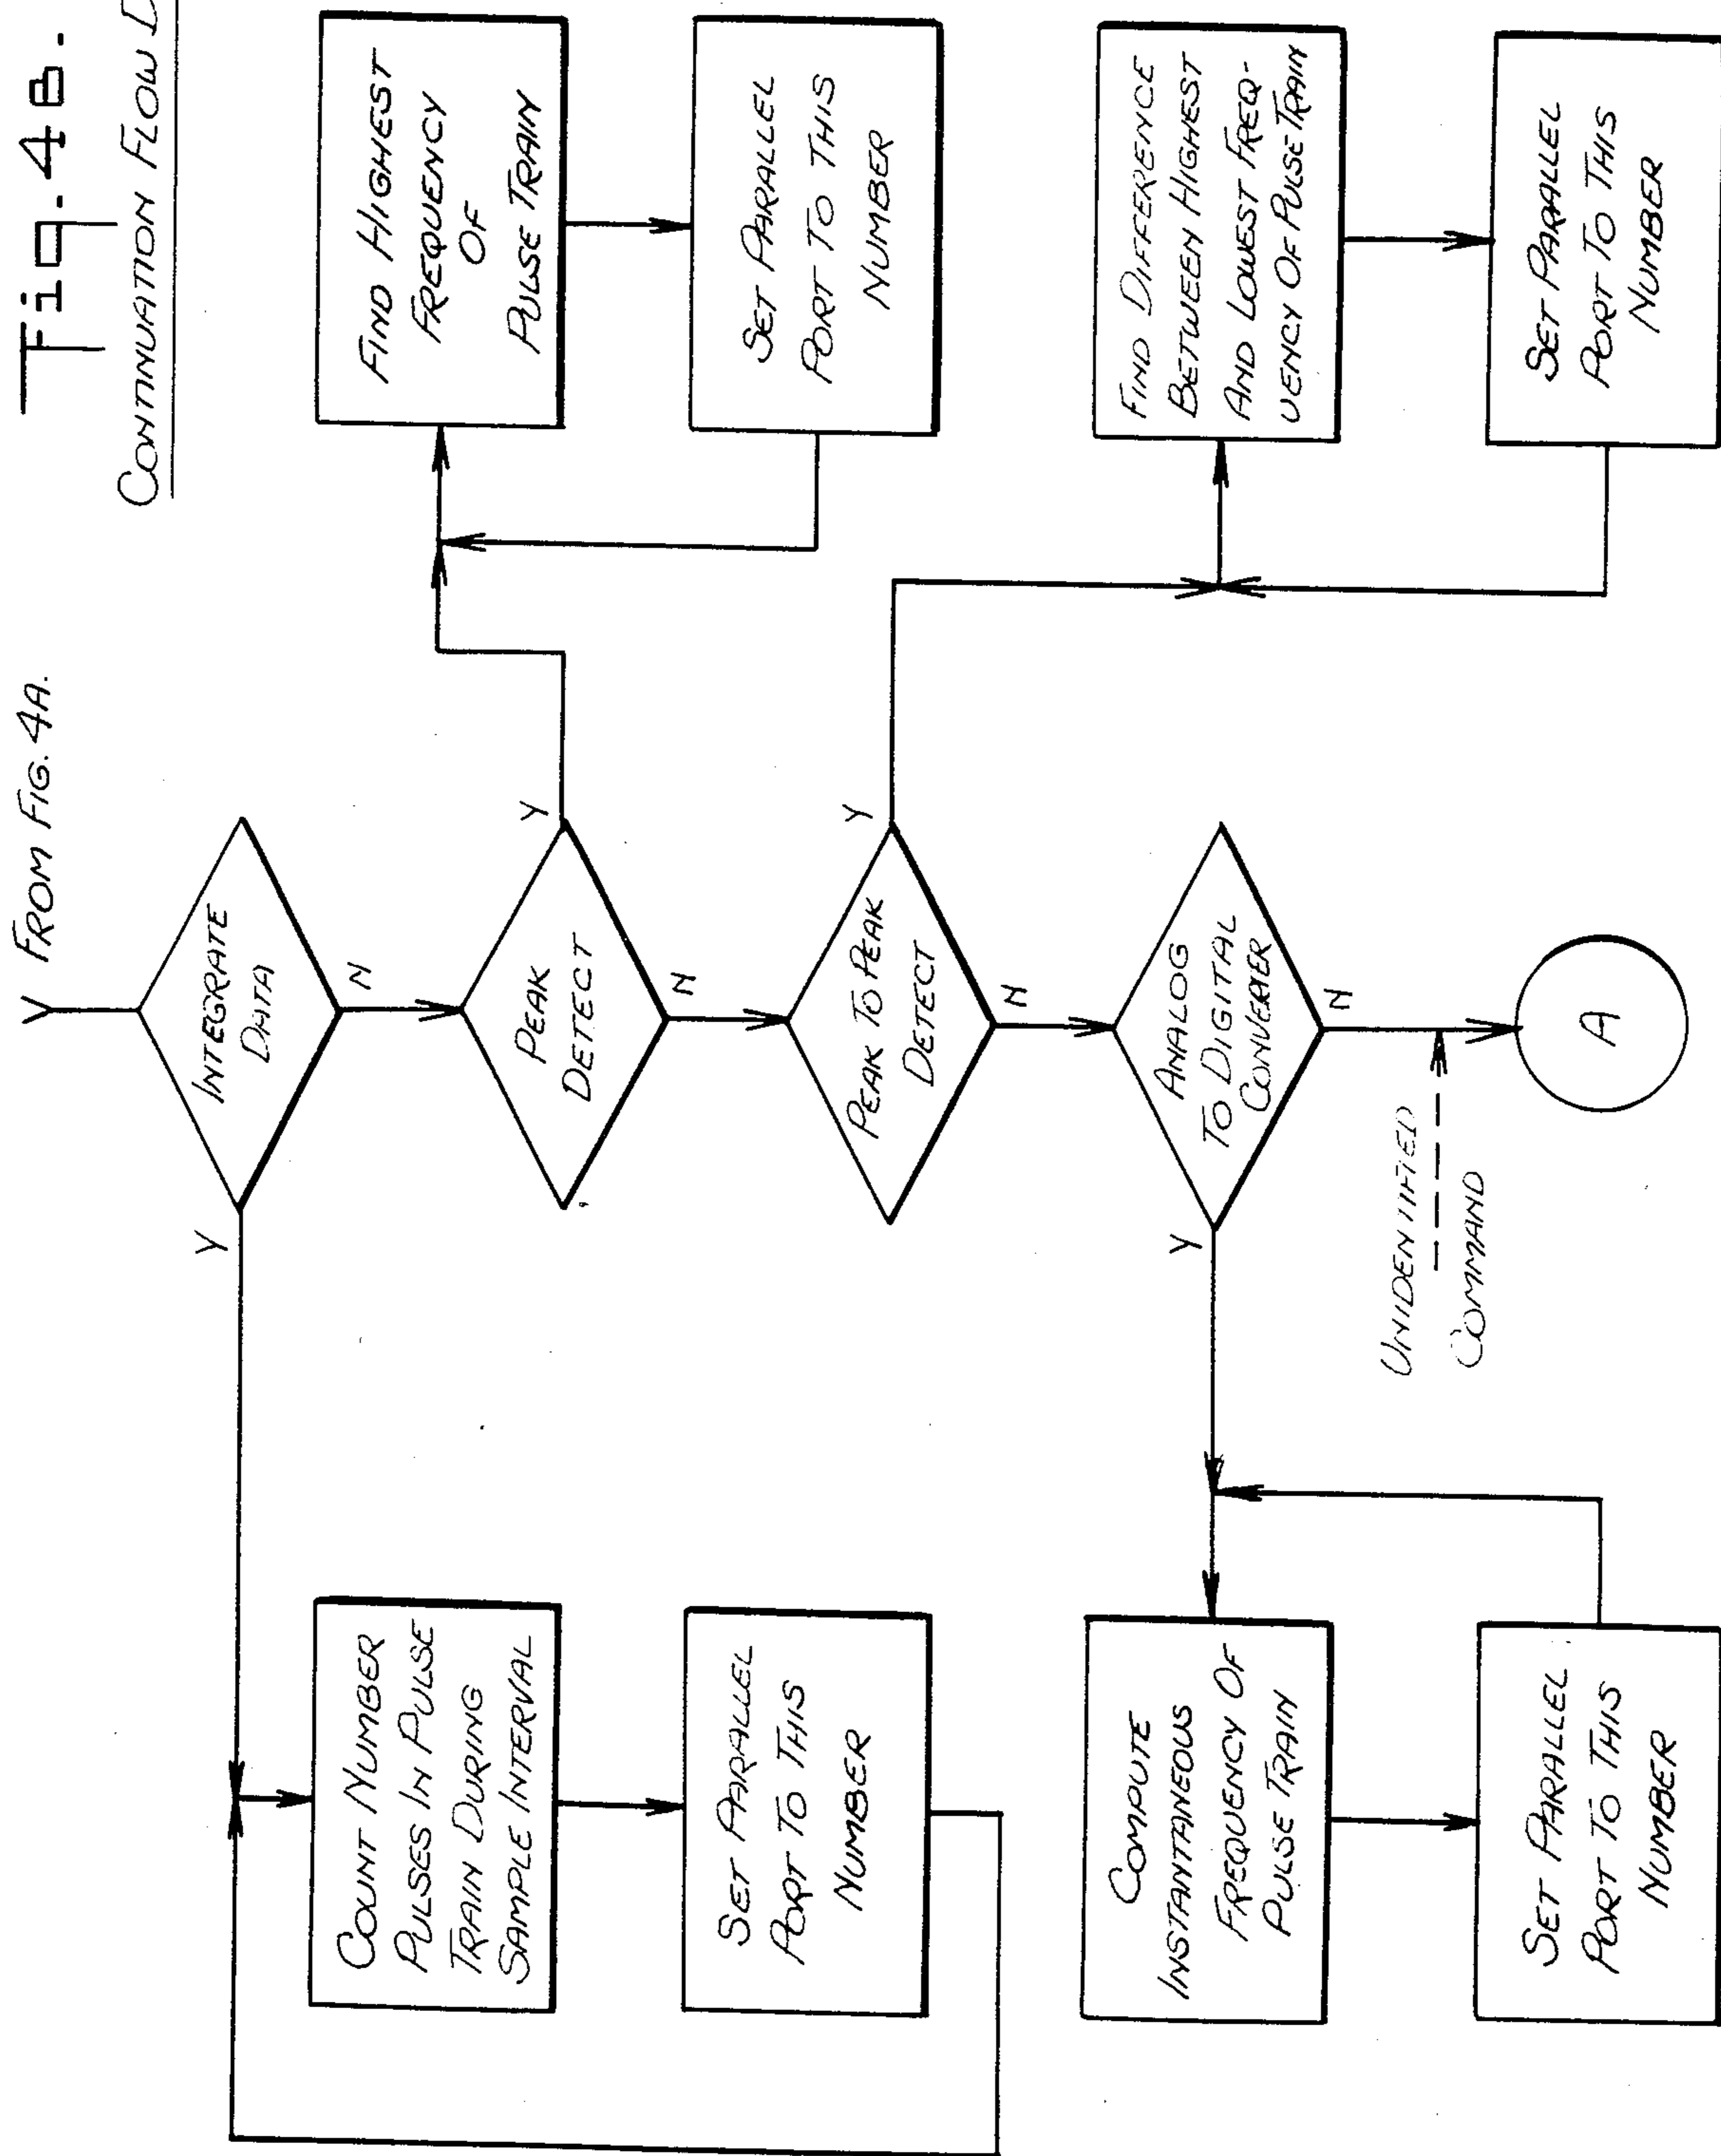 Fig. 4B.
CONTINUATION FLOW
FROM FIG. 4A.
INTEGRATE
DATA
Y
N
COUNT NUMBER
PULSES IN PULSE
TRAIN DURING
SAMPLE INTERVAL
SET PARALLEL
PORT TO THIS
NUMBER
PEAK
DETECT
Y
N
FIND HIGHEST
FREQUENCY
OF
PULSE TRAIN
SET PARALLEL
PORT TO THIS
NUMBER
PEAK TO PEAK
DETECT
Y
N
FIND DIFFERENCE
BETWEEN HIGHEST
AND LOWEST FREQ-
UENCY OF PULSE TRAIN
SET PARALLEL
PORT TO THIS
NUMBER
ANALOG
TO DIGITAL
CONVERTER
Y
N
COMPUTE
INSTANTANEOUS
FREQUENCY OF
PULSE TRAIN
SET PARALLEL
PORT TO THIS
NUMBER
UNIDENTIFIED
COMMAND
A